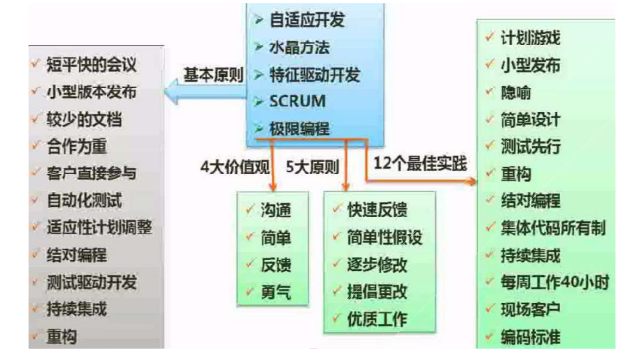 自适应开发
水晶方法
特征驱动开发
SCRUM
极限编程
基本原则
短平快的会议
小型版本发布
较少的文档
合作为重
客户直接参与
自动化测试
适应性计划调整
结对编程
测试驱动开发
持续集成
重构
4大价值观
沟通
简单
反馈
勇气
5大原则
快速反馈
简单性假设
逐步修改
提倡更改
优质工作
12个最佳实践
计划游戏
小型发布
隐喻
简单设计
测试先行
重构
结对编程
集体代码所有制
持续集成
每周工作40小时
现场客户
编码标准